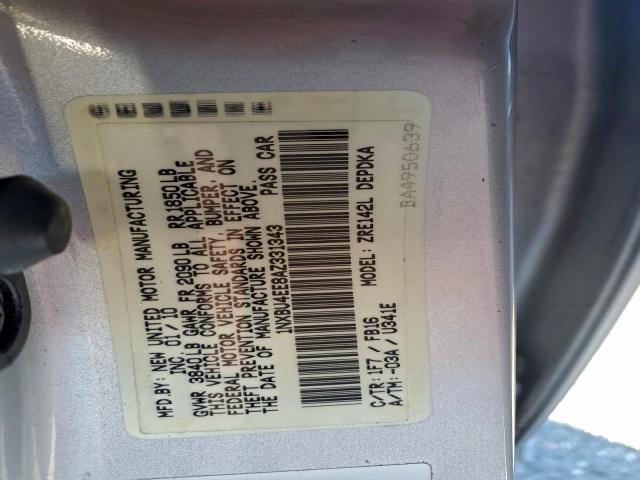 MFD. BY: NEW UNITED MOTOR MANUFACTURING
INC. 01 / 10
GVWR 3840 LB GAWR FR 2090 LB RR 1850 LB
THIS VEHICLE CONFORMS TO ALL APPLICABLE
FEDERAL MOTOR VEHICLE SAFETY, BUMPER, AND
THEFT PREVENTION STANDARDS IN EFFECT ON
THE DATE OF MANUFACTURE SHOWN ABOVE.
1NXBU4EE8AZ331343 PASS CAR
MODEL: ZRE142L DEPDKA
C/TR: 1F7 / FB16
A/TM: -03A / U341E
BA4950639